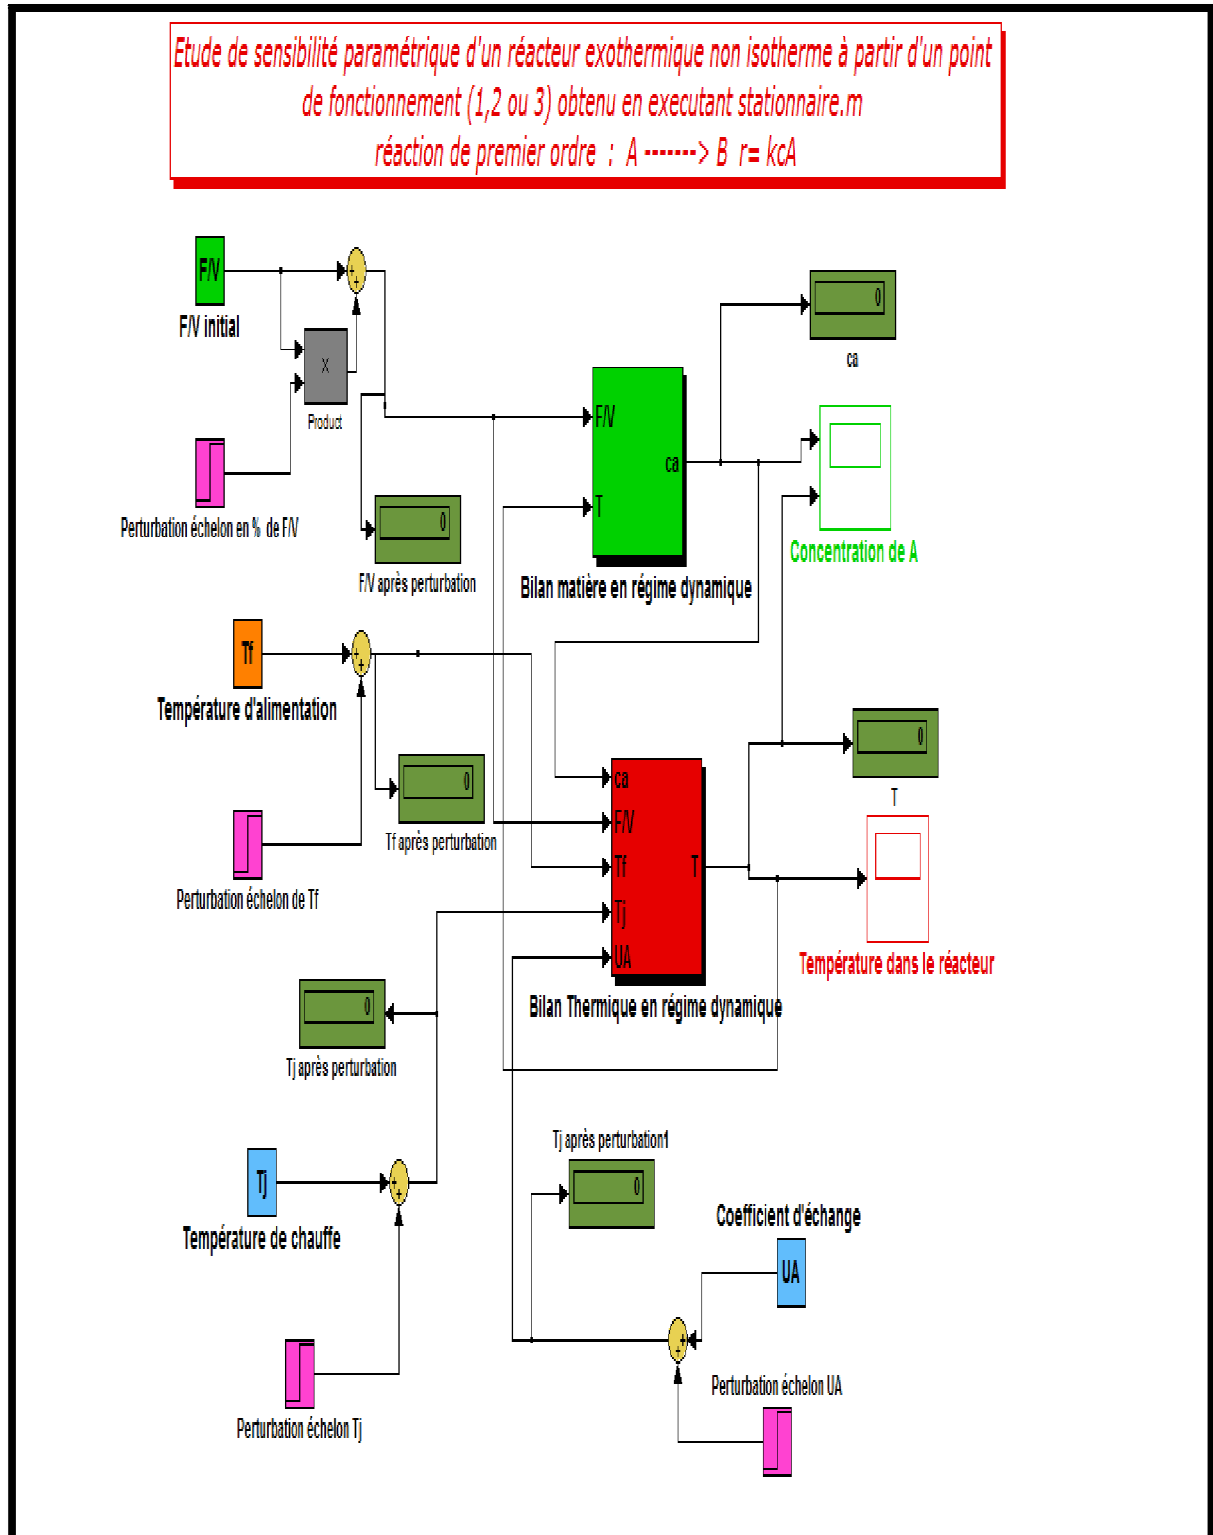 Etude de sensibilité paramétrique d'un réacteur exothermique non isotherme à partir d'un point
de fonctionnement (1,2 ou 3) obtenu en executant stationnaire.m
réaction de premier ordre : A -------> B r= kcA
F/V
F/V initial
+
+
×
Product
Perturbation échelon en % de F/V
0
F/V après perturbation
F/V
T
ca
Bilan matière en régime dynamique
0
ca
Concentration de A
Tf
Température d'alimentation
+
+
0
Tf après perturbation
Perturbation échelon de Tf
ca
F/V
Tf
Tj
UA
T
Bilan Thermique en régime dynamique
0
T
Température dans le réacteur
0
Tj après perturbation
Tj
Température de chauffe
+
+
Perturbation échelon Tj
Tj après perturbation1
0
Coefficient d'échange
UA
+
+
Perturbation échelon UA